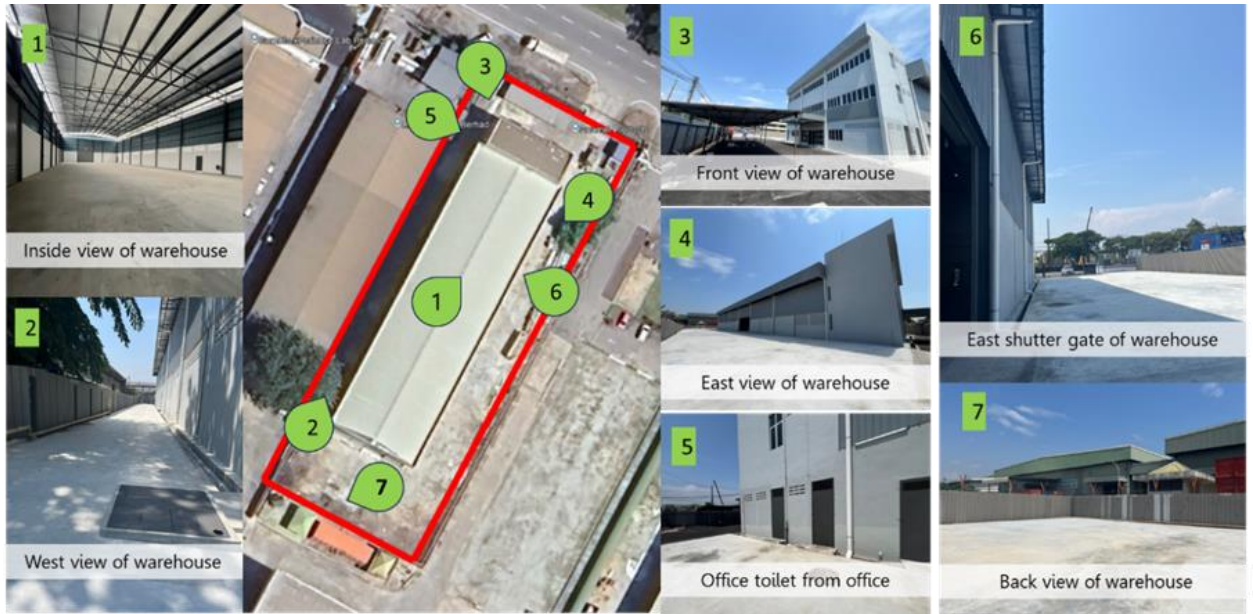 1
Inside view of warehouse
2
West view of warehouse
3
5
erhad
4
1
6
2
7
3
Front view of warehouse
4
East view of warehouse
5
Office toilet from office
6
East shutter gate of warehouse
7
Back view of warehouse